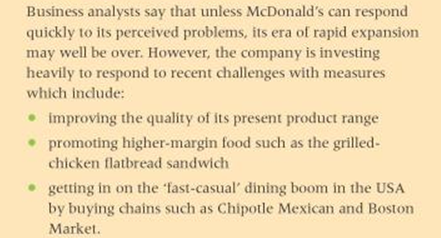 Business analysts say that unless McDonald's can respond
quickly to its perceived problems, its era of rapid expansion
may well be over. However, the company is investing
heavily to respond to recent challenges with measures
which include:
• improving the quality of its present product range
• promoting higher-margin food such as the grilled-
chicken flatbread sandwich
• getting in on the ‘fast-casual’ dining boom in the USA
by buying chains such as Chipotle Mexican and Boston
Market.